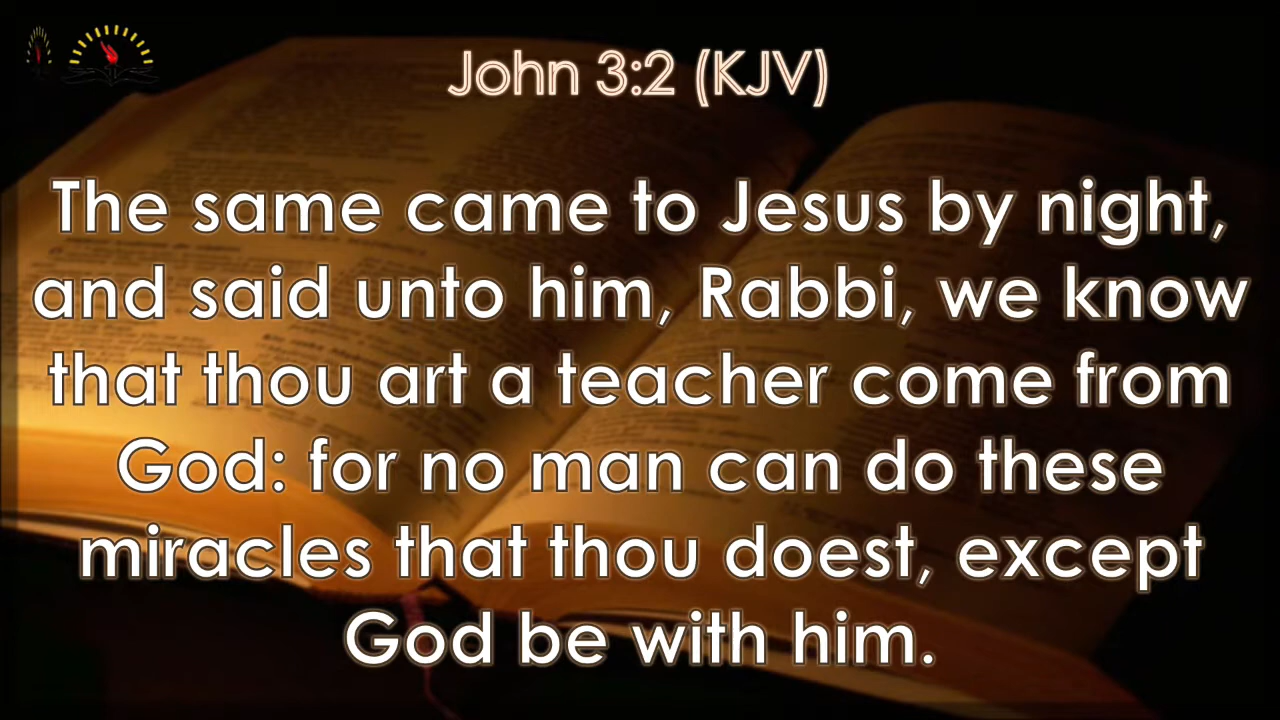 John 3:2 (KJV)
The same came to Jesus by night,
and said unto him, Rabbi, we know
that thou art a teacher come from
God: for no man can do these
miracles that thou doest, except
God be with him.